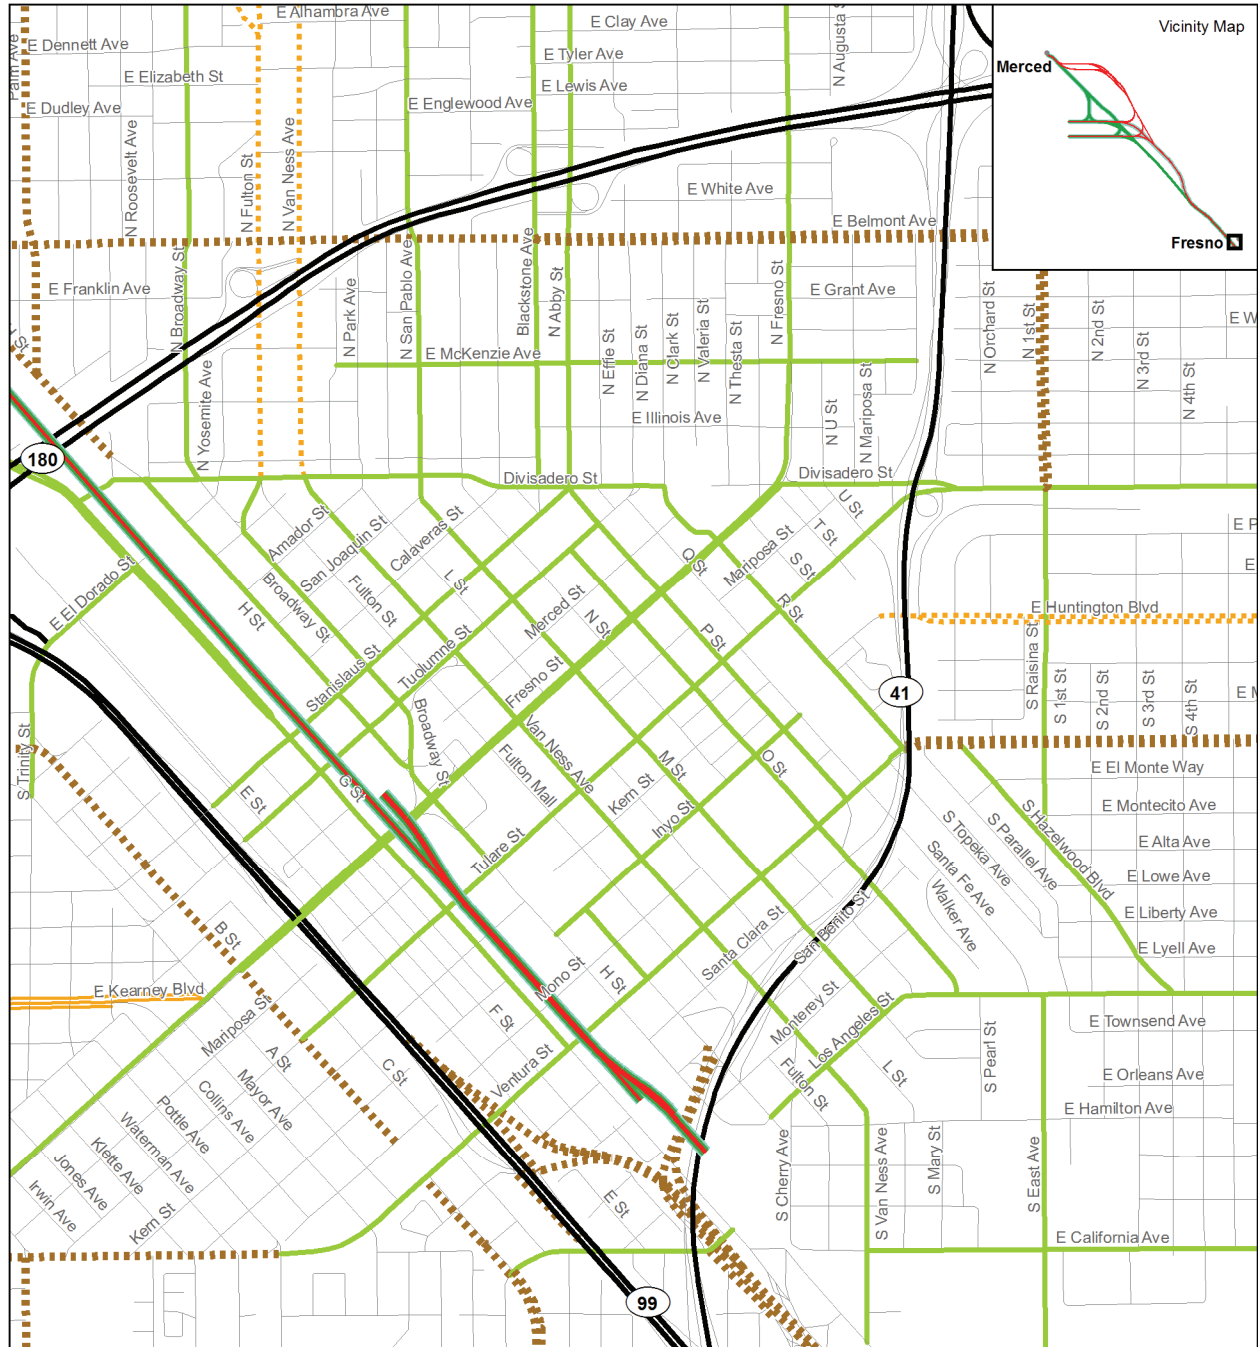 E Alhambra Ave
E Clay Ave
Vicinity Map
E Dennett Ave
Palm Ave
E Tyler Ave
N Augusta S
Merced
E Elizabeth St
E Lewis Ave
E Dudley Ave
E Englewood Ave
N Roosevelt Ave
N Fulton St
N Van Ness Ave
E White Ave
E Belmont Ave
Fresno
E Franklin Ave
N Broadway St
N Park Ave
N San Pablo Ave
Blackstone Ave
N Abby St
N Fresno St
E Grant Ave
N Orchard St
N 1st St
N 2nd St
N 3rd St
N 4th St
E W
E McKenzie Ave
N Effie St
N Diana St
N Clark St
N Valeria St
N Thesta St
N U St
N Mariposa St
N Yosemite Ave
E Illinois Ave
180
Divisadero St
Divisadero St
Amador St
San Joaquin St
Calaveras St
U St
T St
S St
Mariposa St
Q St
R St
E P
E
E El Dorado St
H St
Broadway St
Fulton St
L St
Merced St
N St
P St
E Huntington Blvd
Stanislaus St
Tuolumne St
Fresno St
41
S Raisina St
S 1st St
S 2nd St
S 3rd St
S 4th St
E M
S Trinity St
Broadway St
Van Ness Ave
Fulton Mall
M St
O St
Kern St
Inyo St
G St
E St
Tulare St
E El Monte Way
E Montecito Ave
S Hazelwood Blvd
S Parallel Ave
S Topeka Ave
Santa Fe Ave
Walker Ave
E Alta Ave
E Lowe Ave
E Liberty Ave
E Lyell Ave
B St
Santa Clara St
San Benito St
E Kearney Blvd
Mono St
H St
F St
Monterey St
Los Angeles St
Mariposa St
A St
C St
Ventura St
Fulton St
L St
S Pearl St
E Townsend Ave
E Orleans Ave
E Hamilton Ave
Mayor Ave
Collins Ave
Pottle Ave
Waterman Ave
Klette Ave
Jones Ave
Irwin Ave
Kern St
E St
S Cherry Ave
S Van Ness Ave
S Mary St
S East Ave
E California Ave
99